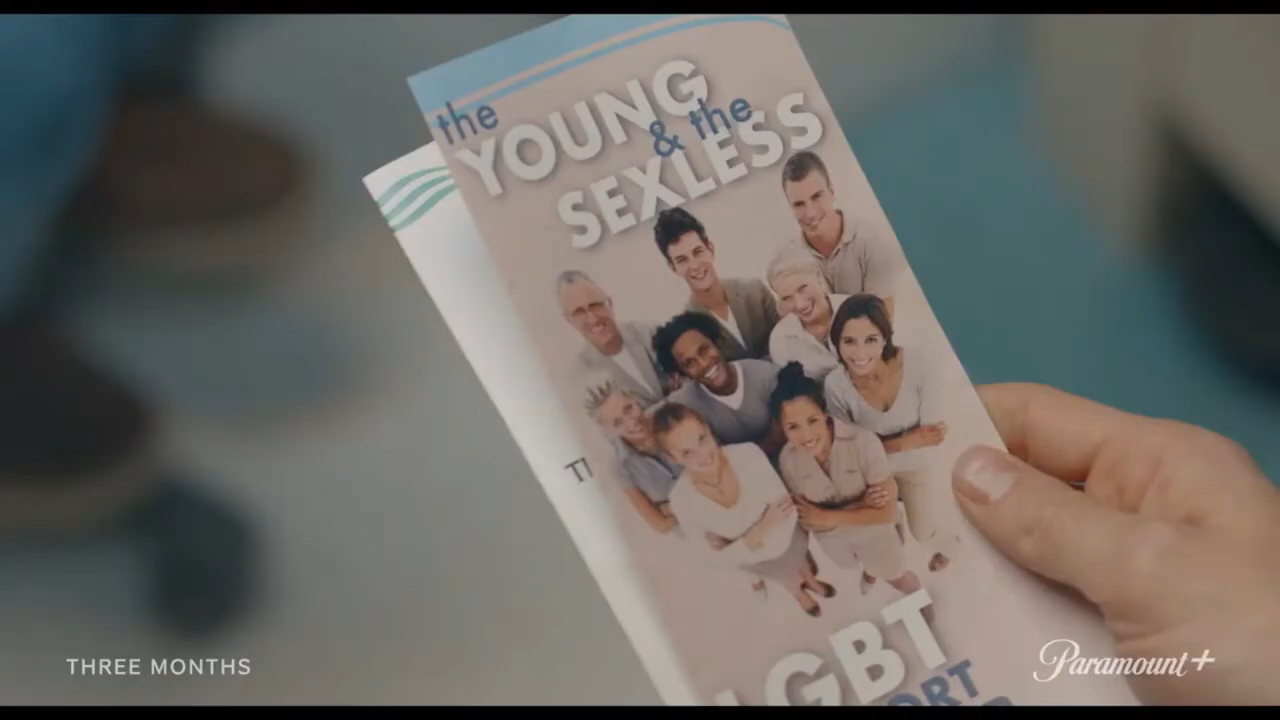 the
YOUNG
& the
SEXLESS
LGBT
THREE MONTHS
Paramount+